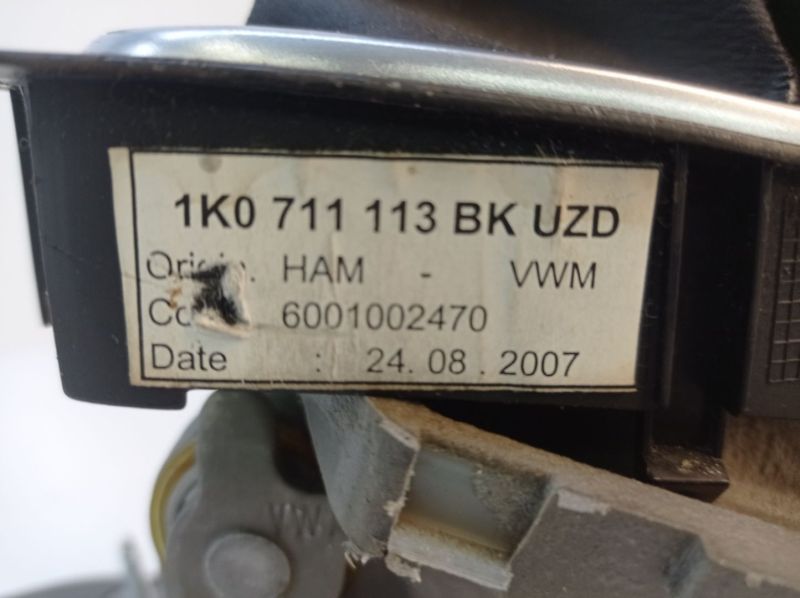 1K0 711 113 BK UZD
HAM - VWM
6001002470
Date : 24. 08 . 2007